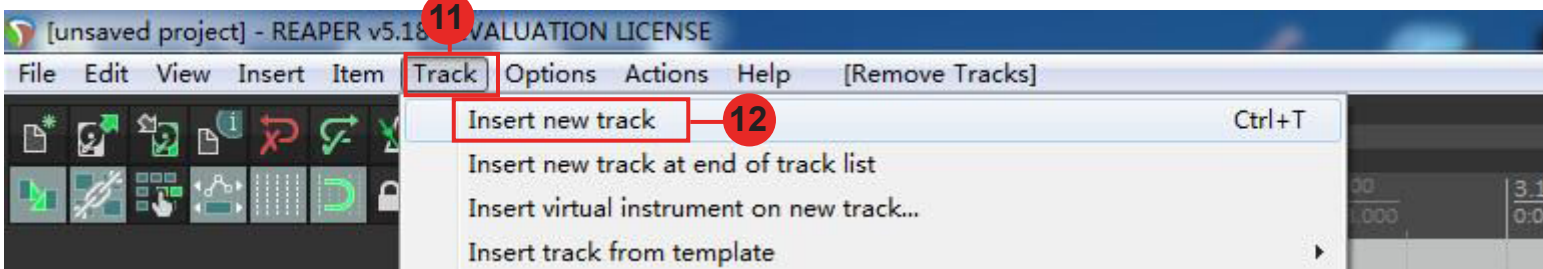 [unsaved project] - REAPER v5.18 EVALUATION LICENSE
11
File Edit View Insert Item Track Options Actions Help [Remove Tracks]
Insert new track 12 Ctrl+T
Insert new track at end of track list
Insert virtual instrument on new track...
Insert track from template